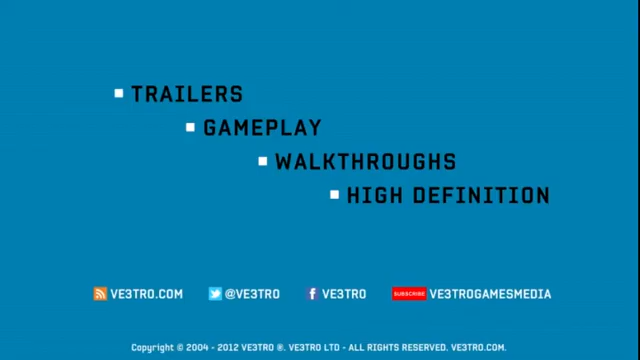 TRAILERS
GAMEPLAY
WALKTHROUGHS
HIGH DEFINITION
VE3TRO.COM @VE3TRO f VE3TRO SUBSCRIBE VE3TROGAMESMEDIA
Copyright © 2004 - 2012 VE3TRO ®. VE3TRO LTD - ALL RIGHTS RESERVED. VE3TRO.COM.